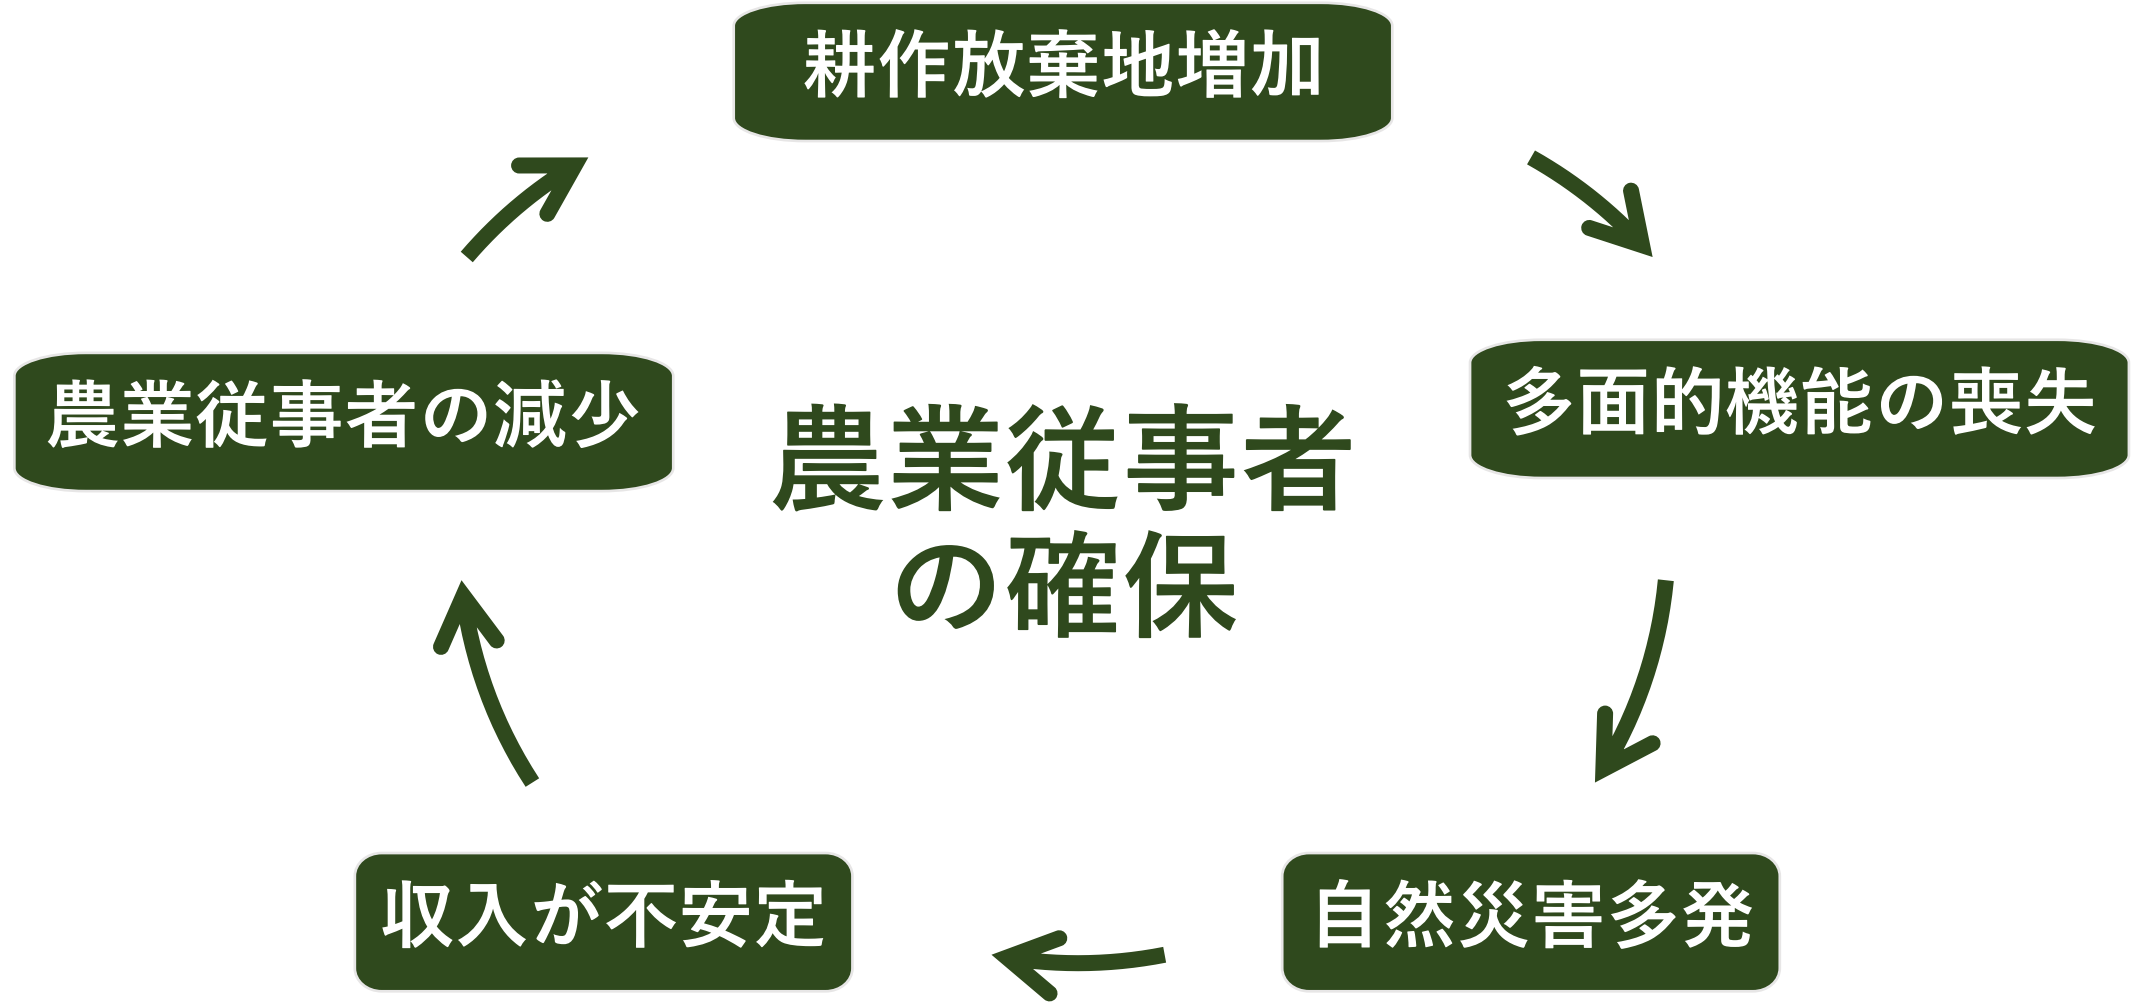 耕作放棄地増加
農業従事者の減少
多面的機能の喪失
農業従事者
の確保
収入が不安定
自然災害多発